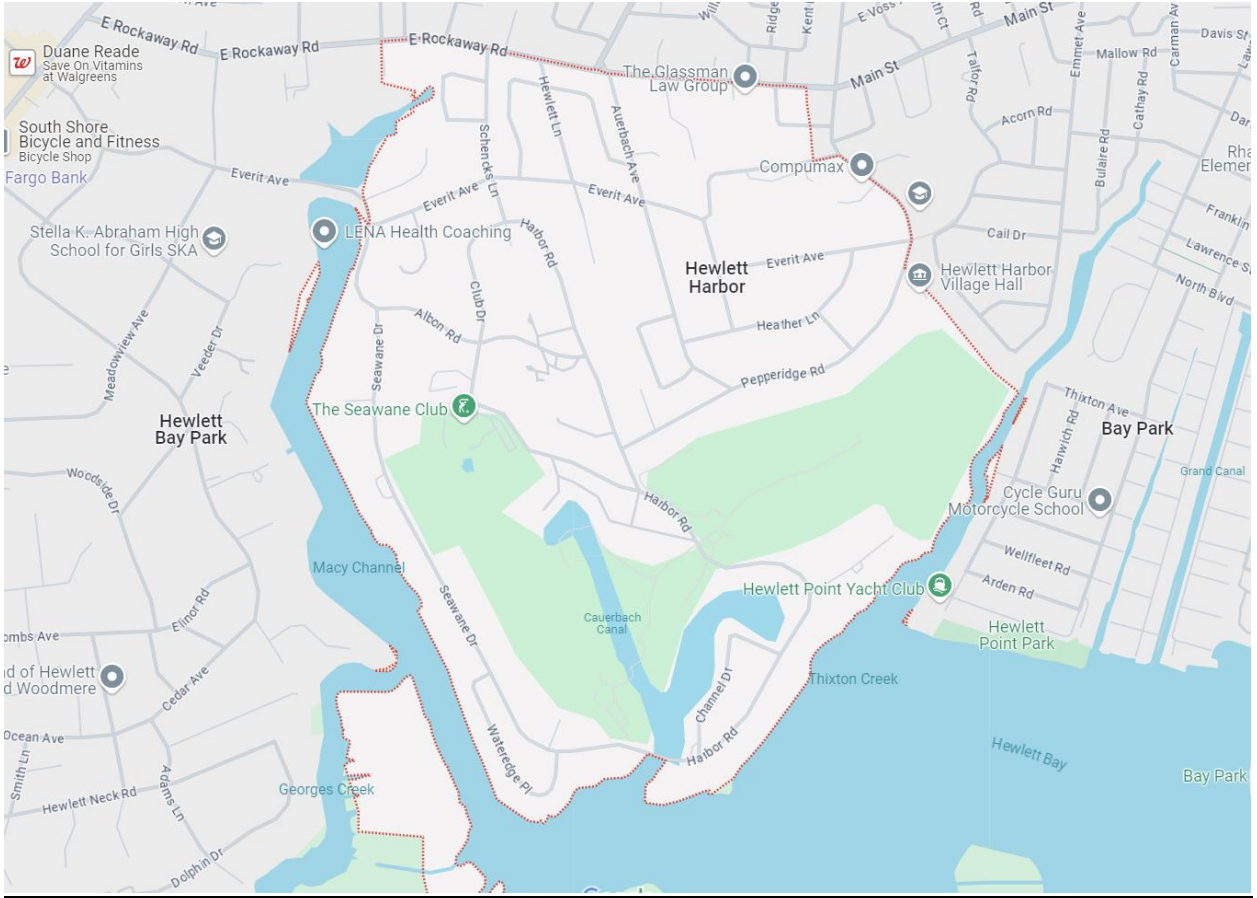 E Rockaway Rd
E Rockaway Rd
E Rockaway Rd
Main St
Main St
Duane Reade
Save On Vitamins
at Walgreens
South Shore
Bicycle and Fitness
Bicycle Shop
Fargo Bank
The Glassman
Law Group
Emmet Ave
Mallow Rd
Davis St
Carman Av
Cathay Rd
Acorn Rd
Bulaire Rd
Hewlett Ln
Auerbach Ave
Schencks Ln
Compumax
Everit Ave
Everit Ave
Everit Ave
Everit Ave
Stella K. Abraham High
School for Girls SKA
LENA Health Coaching
Harbor Rd
Hewlett
Harbor
Hewlett Harbor
Village Hall
Cail Dr
Franklin
Lawrence St
North Blvd
Meadowview Ave
Veeder Dr
Seawane Dr
Albon Rd
Club Dr
Heather Ln
Pepperidge Rd
The Seawane Club
Hewlett
Bay Park
Thixton Ave
Harwich Rd
Bay Park
Grand Canal
Woodside Dr
Harbor Rd
Cycle Guru
Motorcycle School
Macy Channel
Wellfleet Rd
Arden Rd
Hewlett Point Yacht Club
Elinor Rd
Seawane Dr
Cauerbach
Canal
Hewlett
Point Park
ombs Ave
nd of Hewlett
d Woodmere
Cedar Ave
Thixton Creek
Channel Dr
Harbor Rd
Wateredge Pl
Ocean Ave
Smith Ln
Adams Ln
Hewlett Neck Rd
Georges Creek
Dolphin Dr
Hewlett Bay
Bay Park